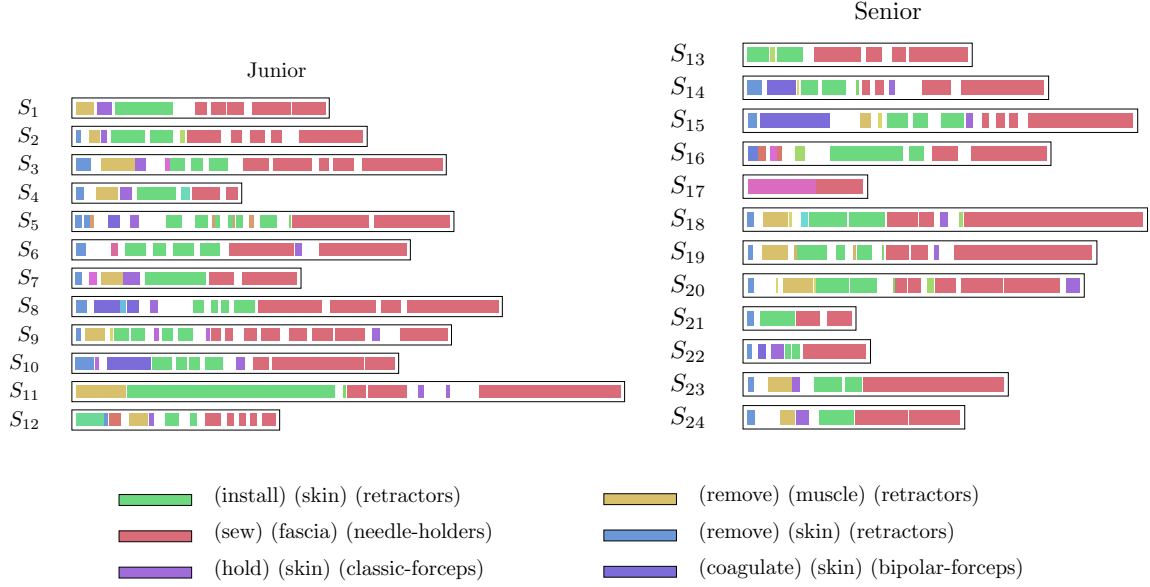 Junior
S1
S2
S3
S4
S5
S6
S7
S8
S9
S10
S11
S12
Senior
S13
S14
S15
S16
S17
S18
S19
S20
S21
S22
S23
S24
(install) (skin) (retractors)
(sew) (fascia) (needle-holders)
(hold) (skin) (classic-forceps)
(remove) (muscle) (retractors)
(remove) (skin) (retractors)
(coagulate) (skin) (bipolar-forceps)